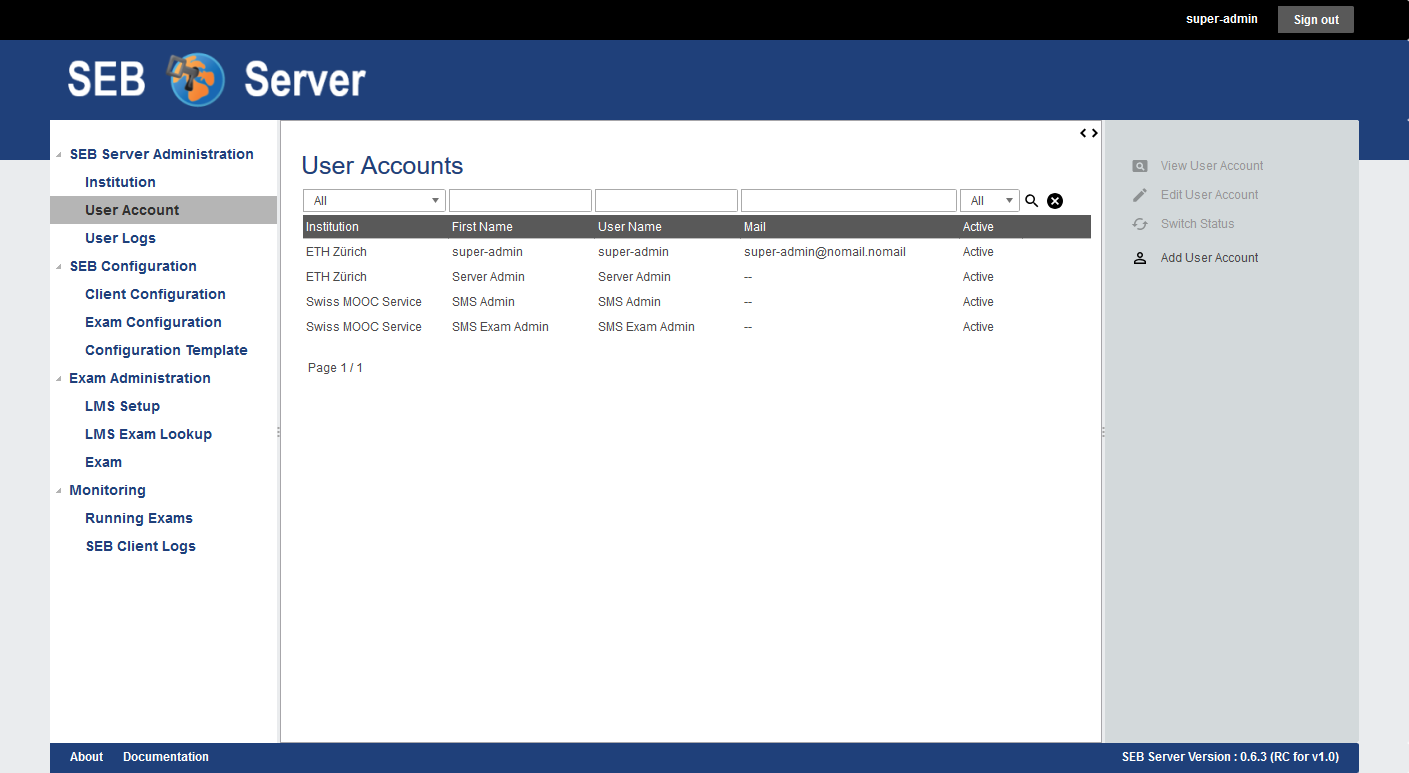 super-admin Sign out
SEB Server
SEB Server Administration
Institution
User Account
User Logs
SEB Configuration
Client Configuration
Exam Configuration
Configuration Template
Exam Administration
LMS Setup
LMS Exam Lookup
Exam
Monitoring
Running Exams
SEB Client Logs
User Accounts
All All
Institution First Name User Name Mail Active
ETH Zürich super-admin super-admin super-admin@nomail.nomail Active
ETH Zürich Server Admin Server Admin -- Active
Swiss MOOC Service SMS Admin SMS Admin -- Active
Swiss MOOC Service SMS Exam Admin SMS Exam Admin -- Active
Page 1 / 1
View User Account
Edit User Account
Switch Status
Add User Account
About Documentation SEB Server Version : 0.6.3 (RC for v1.0)